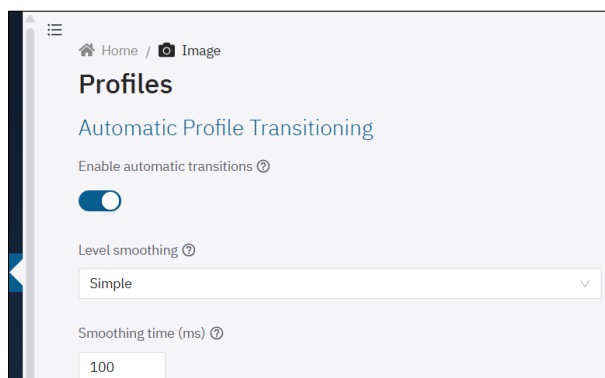 Home / Image
Profiles
Automatic Profile Transitioning
Enable automatic transitions
Level smoothing
Simple
Smoothing time (ms)
100